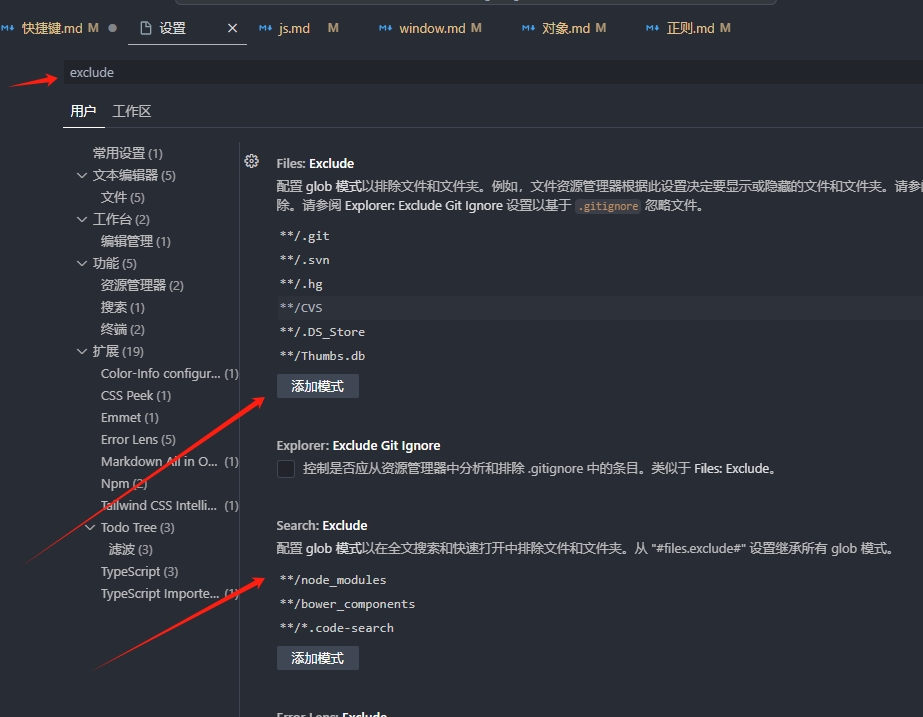 快捷键.md M
设置
js.md M
window.md M
对象.md M
正则.md M
exclude
用户 工作区
常用设置 (1)
文本编辑器 (5)
文件 (5)
工作台 (2)
编辑管理 (1)
功能 (5)
资源管理器 (2)
搜索 (1)
终端 (2)
扩展 (19)
Color-Info configur... (1)
CSS Peek (1)
Emmet (1)
Error Lens (5)
Markdown All in O... (1)
Npm (2)
Tailwind CSS Intelli... (1)
Todo Tree (3)
滤波 (3)
TypeScript (3)
TypeScript Importe... (1)
Files: Exclude
配置 glob 模式以排除文件和文件夹。例如，文件资源管理器根据此设置决定要显示或隐藏的文件和文件夹。请参
除。请参阅 Explorer: Exclude Git Ignore 设置以基于 .gitignore 忽略文件。
**/.git
**/.svn
**/.hg
**/CVS
**/.DS_Store
**/Thumbs.db
添加模式
Explorer: Exclude Git Ignore
控制是否应从资源管理器中分析和排除 .gitignore 中的条目。类似于 Files: Exclude。
Search: Exclude
配置 glob 模式以在全文搜索和快速打开中排除文件和文件夹。从 "#files.exclude#" 设置继承所有 glob 模式。
**/node_modules
**/bower_components
**/*.code-search
添加模式
Error Lens: Exclude